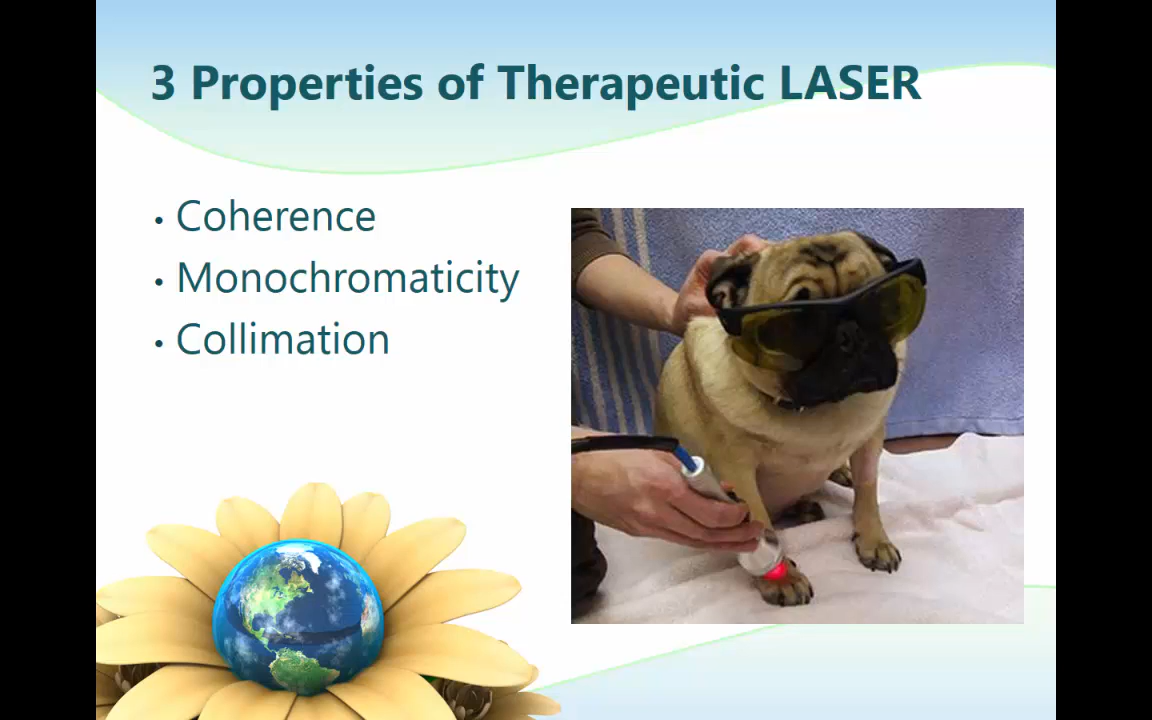 3 Properties of Therapeutic LASER
• Coherence
• Monochromaticity
• Collimation